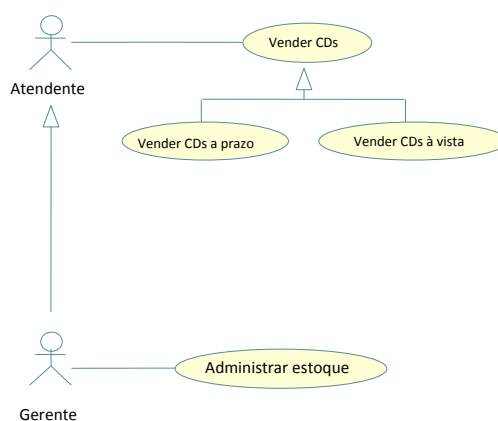 Vender CDs
Atendente
Vender CDs a prazo
Vender CDs à vista
Administrar estoque
Gerente